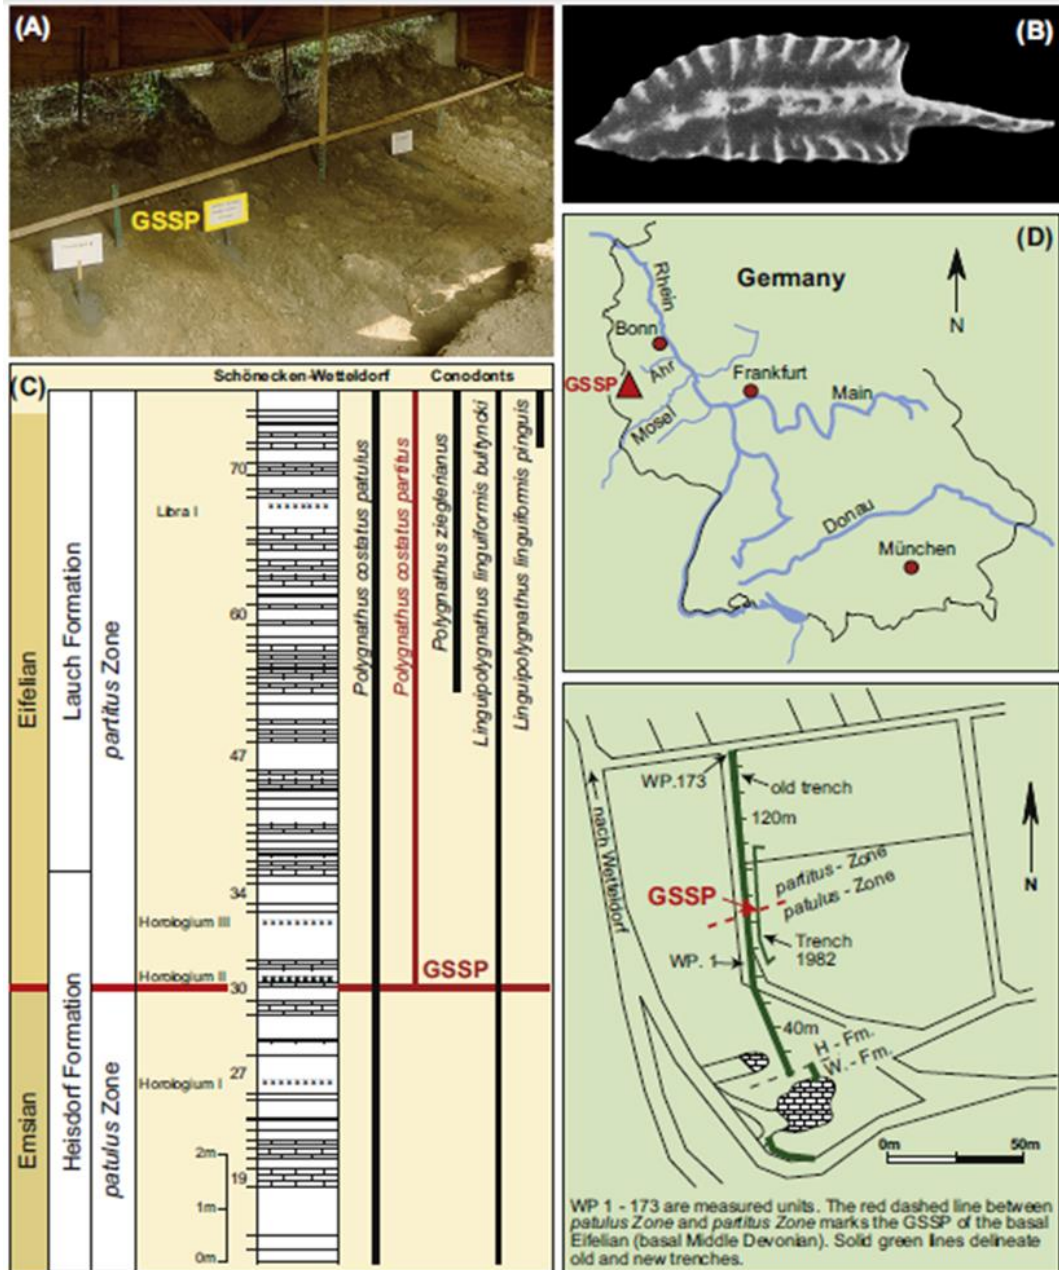 (A)
GSSP
(B)
(C)
Schönecken-Wetteldorf
Conodonts
Eifelian
Emsian
Lauch Formation
Heisdorf Formation
partitus Zone
patulus Zone
Libra I
Horologium III
Horologium II
Horologium I
70
60
47
34
30
27
19
2m
1m
0m
Polygnathus costatus patulus
Polygnathus costatus partitus
Polygnathus zieglerianus
Linguipolygnathus linguiformis bultyncki
Linguipolygnathus linguiformis pinguis
GSSP
(D)
Germany
N
Rhein
Bonn
Ahr
GSSP
Frankfurt
Main
Mosel
Donau
München
WP.173
old trench
120m
nach Wetteldorf
partitus - Zone
GSSP
patulus - Zone
N
Trench
1982
WP. 1
40m
H - Fm.
W. - Fm.
0m
50m
WP 1 - 173 are measured units. The red dashed line between
patulus Zone and partitus Zone marks the GSSP of the basal
Eifelian (basal Middle Devonian). Solid green lines delineate
old and new trenches.